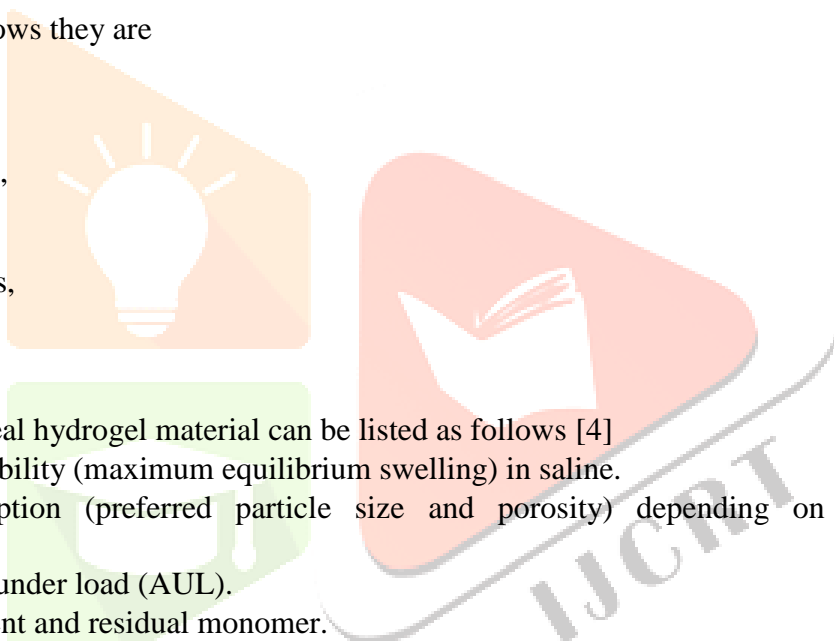 ows they are
,
s,
eal hydrogel material can be listed as follows [4]
bility (maximum equilibrium swelling) in saline.
ption (preferred particle size and porosity) depending on
under load (AUL).
ent and residual monomer.
IJCRT